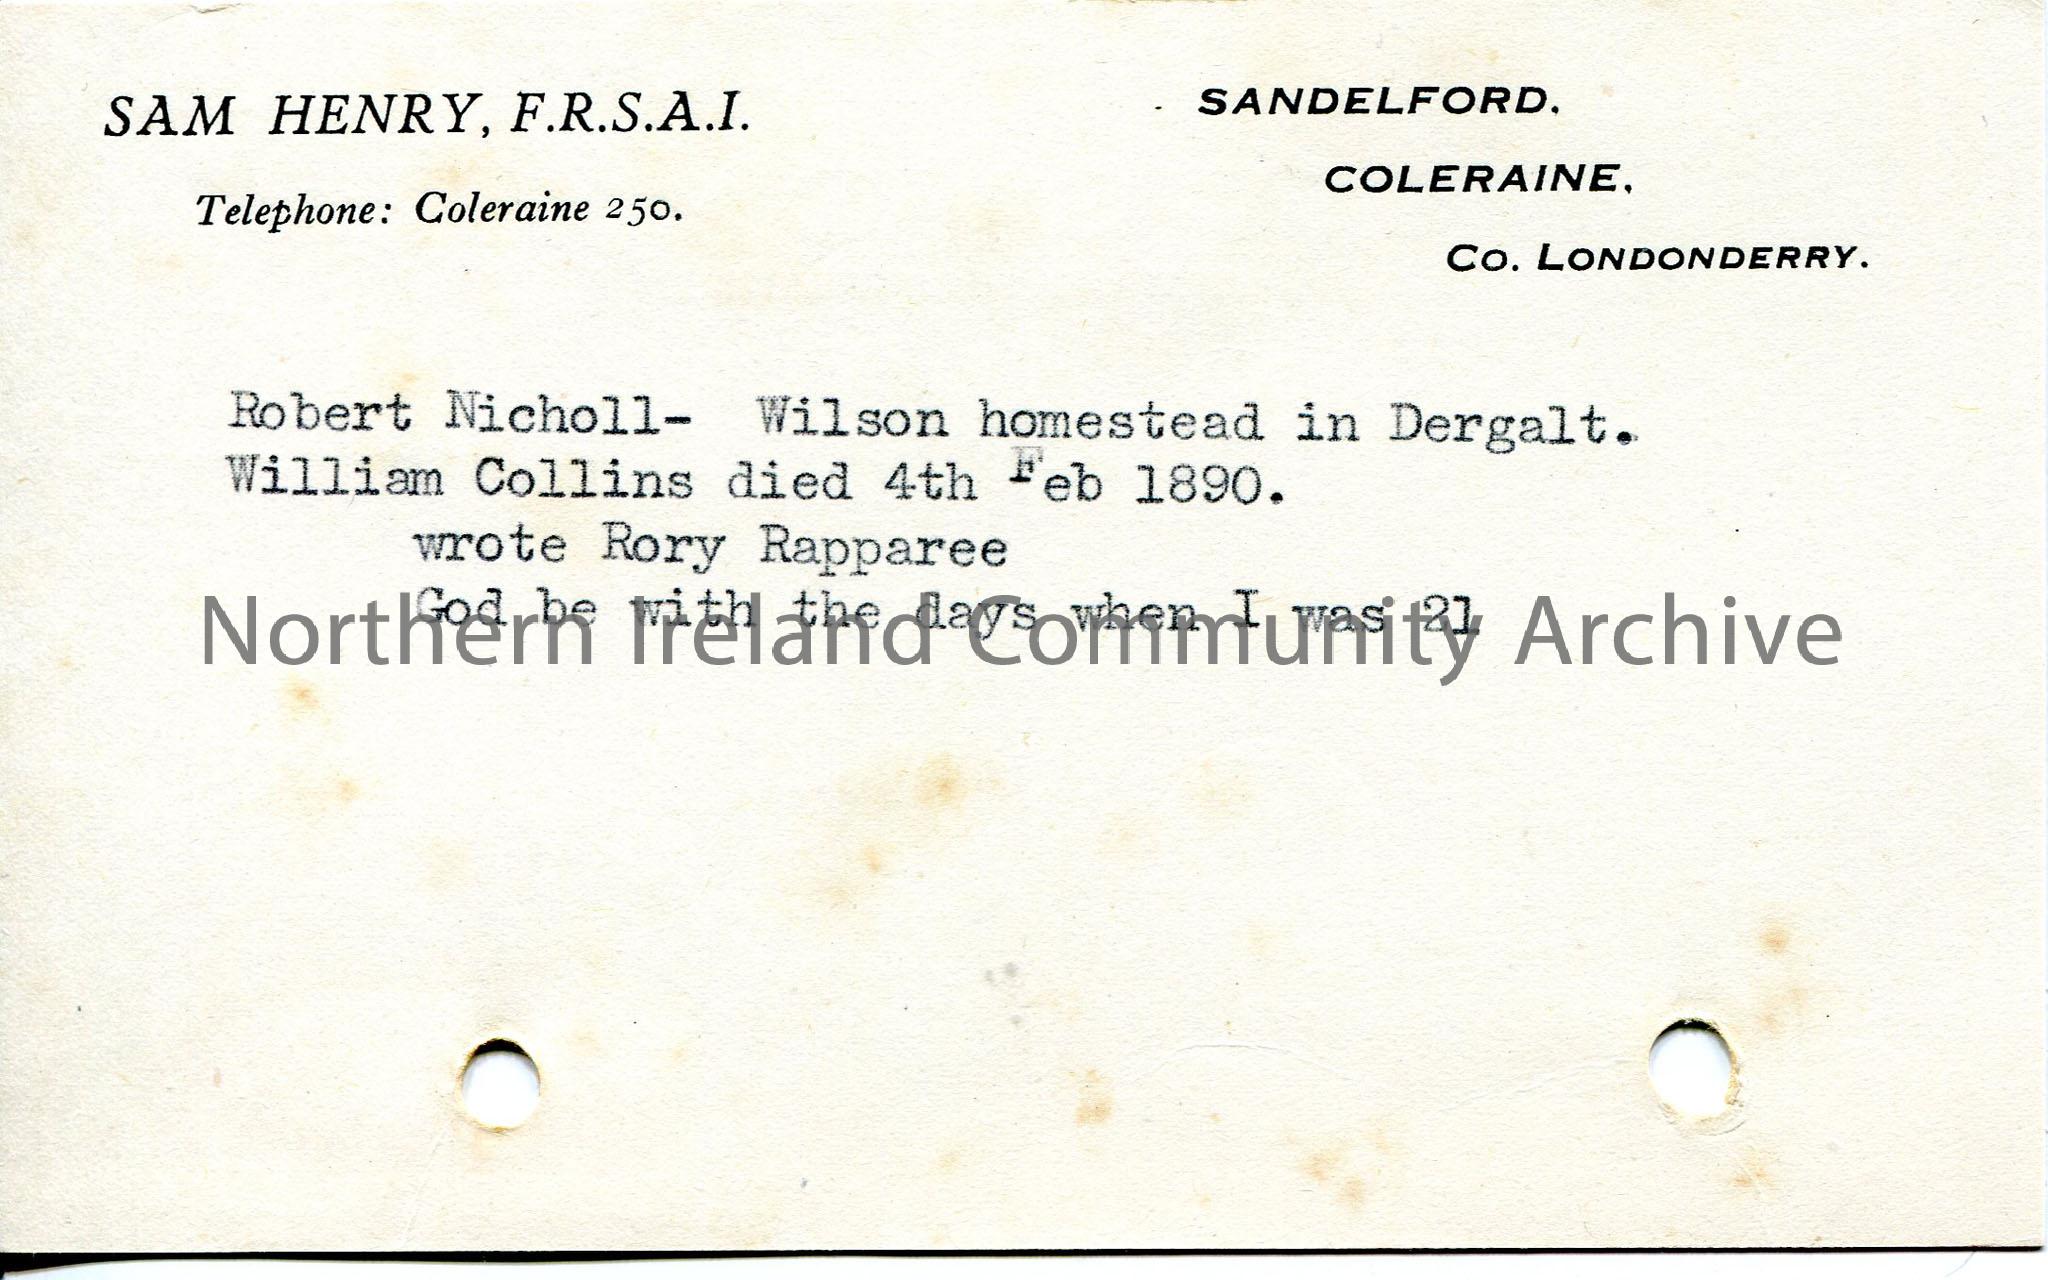 SAM HENRY, F.R.S.A.I.
Telephone: Coleraine 250.
SANDELFORD,
COLERAINE,
Co. LONDONDERRY.
Robert Nicholl- Wilson homestead in Dergalt.
William Collins died 4th Feb 1890.
wrote Rory Rapparee
God be with the days when I was 21
Northern Ireland Community Archive